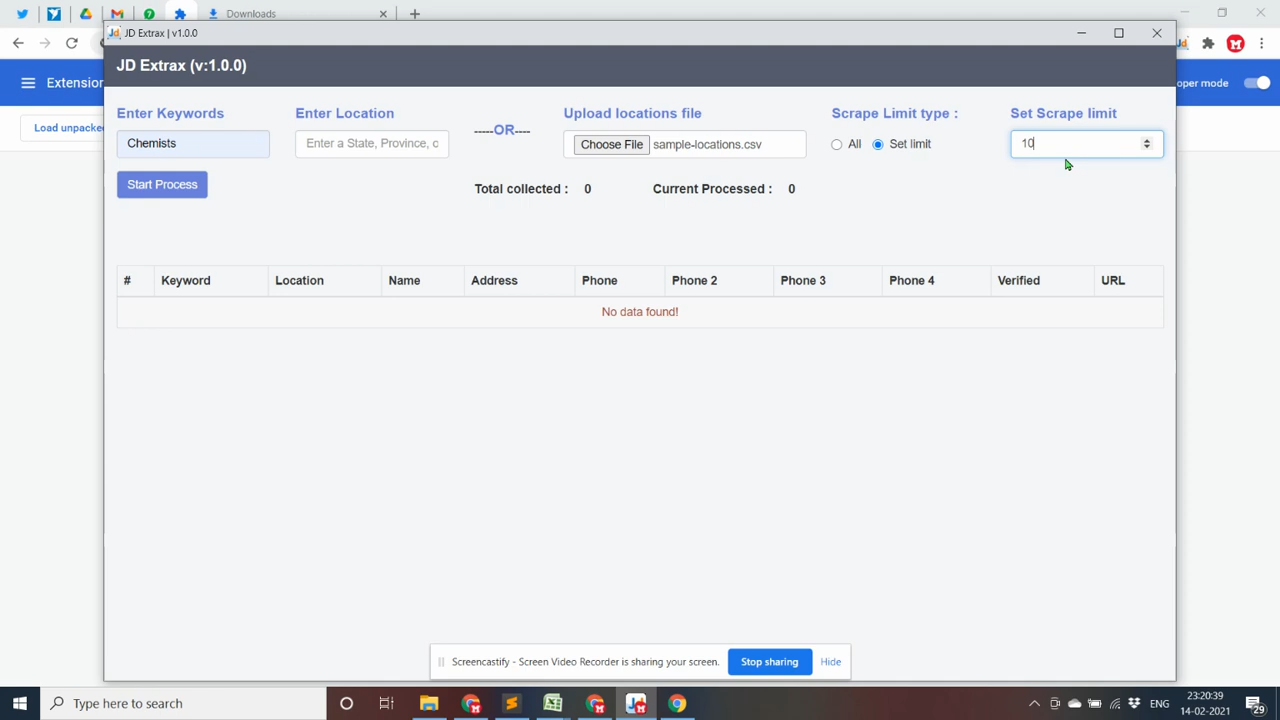 Downloads
JD Extrax | v1.0.0
Extension
oper mode
JD Extrax (v:1.0.0)
Load unpacked
Enter Keywords
Enter Location
-----OR----
Upload locations file
Scrape Limit type :
Set Scrape limit
Chemists
Enter a State, Province, c
Choose File sample-locations.csv
All
Set limit
10
Start Process
Total collected : 0
Current Processed : 0
# Keyword Location Name Address Phone Phone 2 Phone 3 Phone 4 Verified URL
No data found!
Screencastify - Screen Video Recorder is sharing your screen.
Stop sharing
Hide
Type here to search
ENG
23:20:39
14-02-2021
29